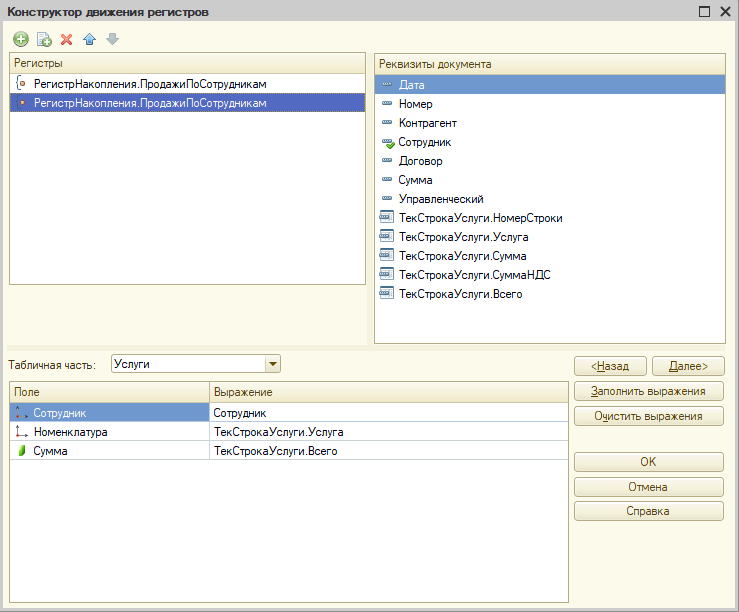 Конструктор движения регистров
Регистры
РегистрНакопления.ПродажиПоСотрудникам
РегистрНакопления.ПродажиПоСотрудникам
Реквизиты документа
Дата
Номер
Контрагент
Сотрудник
Договор
Сумма
Управленческий
ТекСтрокаУслуги.НомерСтроки
ТекСтрокаУслуги.Услуга
ТекСтрокаУслуги.Сумма
ТекСтрокаУслуги.СуммаНДС
ТекСтрокаУслуги.Всего
Табличная часть: Услуги
<Назад Далее>
Заполнить выражения
Очистить выражения
OK
Отмена
Справка
Поле Выражение
Сотрудник Сотрудник
Номенклатура ТекСтрокаУслуги.Услуга
Сумма ТекСтрокаУслуги.Всего